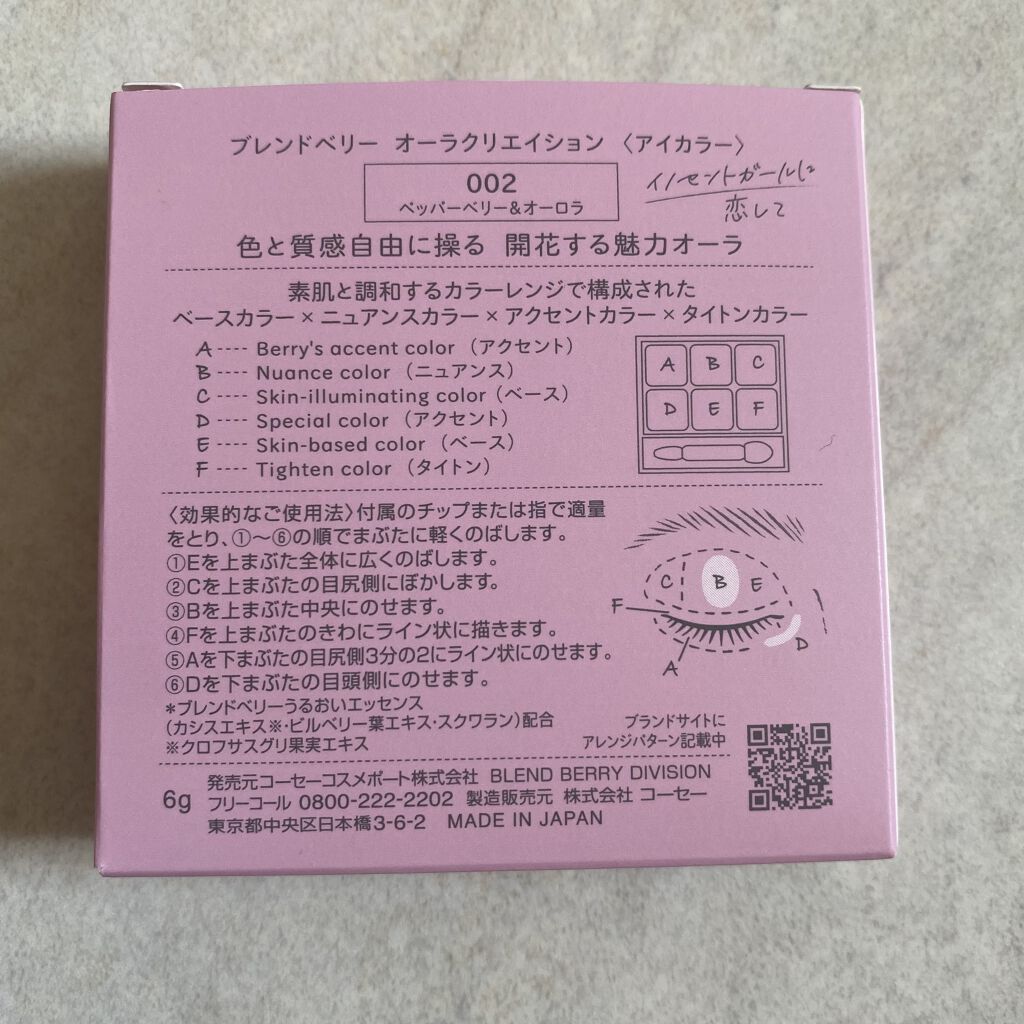 ブレンドベリー オーラクリエイション 〈アイカラー〉
002
ペッパーベリー&オーロラ
イノセントガールに
恋して
色と質感自由に操る 開花する魅力オーラ
素肌と調和するカラーレンジで構成された
ベースカラー×ニュアンスカラー×アクセントカラー×タイトンカラー
A ---- Berry's accent color (アクセント)
B ---- Nuance color (ニュアンス)
C ---- Skin-illuminating color (ベース)
D ---- Special color (アクセント)
E ---- Skin-based color (ベース)
F ---- Tighten color (タイトン)
A B C
D E F
〈効果的なご使用法〉付属のチップまたは指で適量
をとり、①〜⑥の順でまぶたに軽くのばします。
①Eを上まぶた全体に広くのばします。
②Cを上まぶたの目尻側にぼかします。
③Bを上まぶた中央にのせます。
④Fを上まぶたのきわにライン状に描きます。
⑤Aを下まぶたの目尻側3分の2にライン状にのせます。
⑥Dを下まぶたの目頭側にのせます。
C B E
F
A
D
*ブレンドベリーうるおいエッセンス
(カシスエキス※・ビルベリー葉エキス・スクワラン)配合
※クロフサスグリ果実エキス
ブランドサイトに
アレンジパターン記載中
6g
発売元コーセーコスメポート株式会社 BLEND BERRY DIVISION
フリーコール 0800-222-2202 製造販売元 株式会社 コーセー
東京都中央区日本橋3-6-2 MADE IN JAPAN